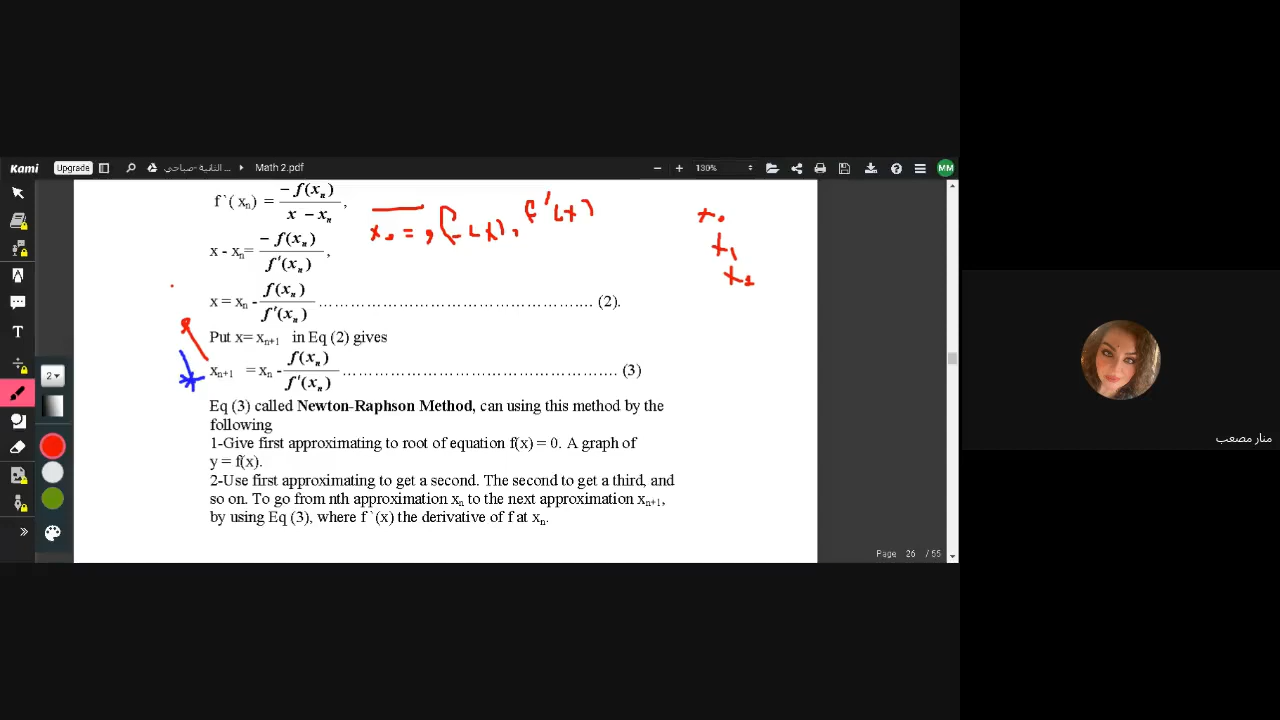 Kami Upgrade الثانية -صباحي ... Math 2.pdf 130% MM
f`( xₙ) = −f(xₙ) / x − xₙ ,
x₀ = , f(x), f'(x)
x₀
x₁
x₂
x - xₙ= −f(xₙ) / f′(xₙ) ,
x = xₙ - f(xₙ) / f′(xₙ) ………………………………………………… (2).
Put x= xₙ₊₁ in Eq (2) gives
xₙ₊₁ = xₙ - f(xₙ) / f′(xₙ) ………………………………………………… (3)
Eq (3) called Newton-Raphson Method, can using this method by the
following
1-Give first approximating to root of equation f(x) = 0. A graph of
y = f(x).
2-Use first approximating to get a second. The second to get a third, and
so on. To go from nth approximation xₙ to the next approximation xₙ₊₁,
by using Eq (3), where f `(x) the derivative of f at xₙ.
2
Page 26 / 55
منار مصعب